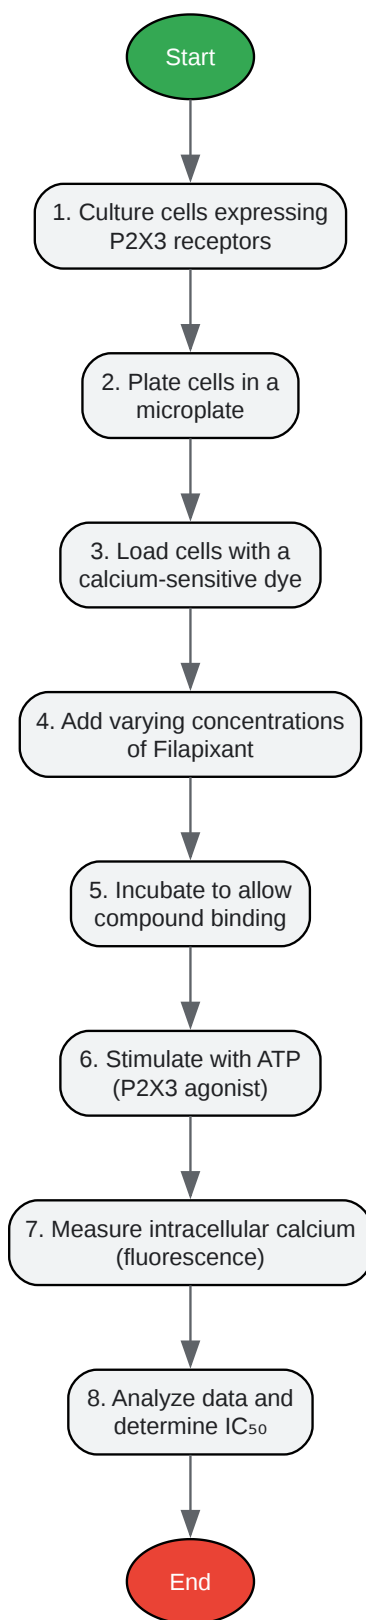 Start
1. Culture cells expressing
P2X3 receptors
2. Plate cells in a
microplate
3. Load cells with a
calcium-sensitive dye
4. Add varying concentrations
of Filapixant
5. Incubate to allow
compound binding
6. Stimulate with ATP
(P2X3 agonist)
7. Measure intracellular calcium
(fluorescence)
8. Analyze data and
determine IC₅₀
End